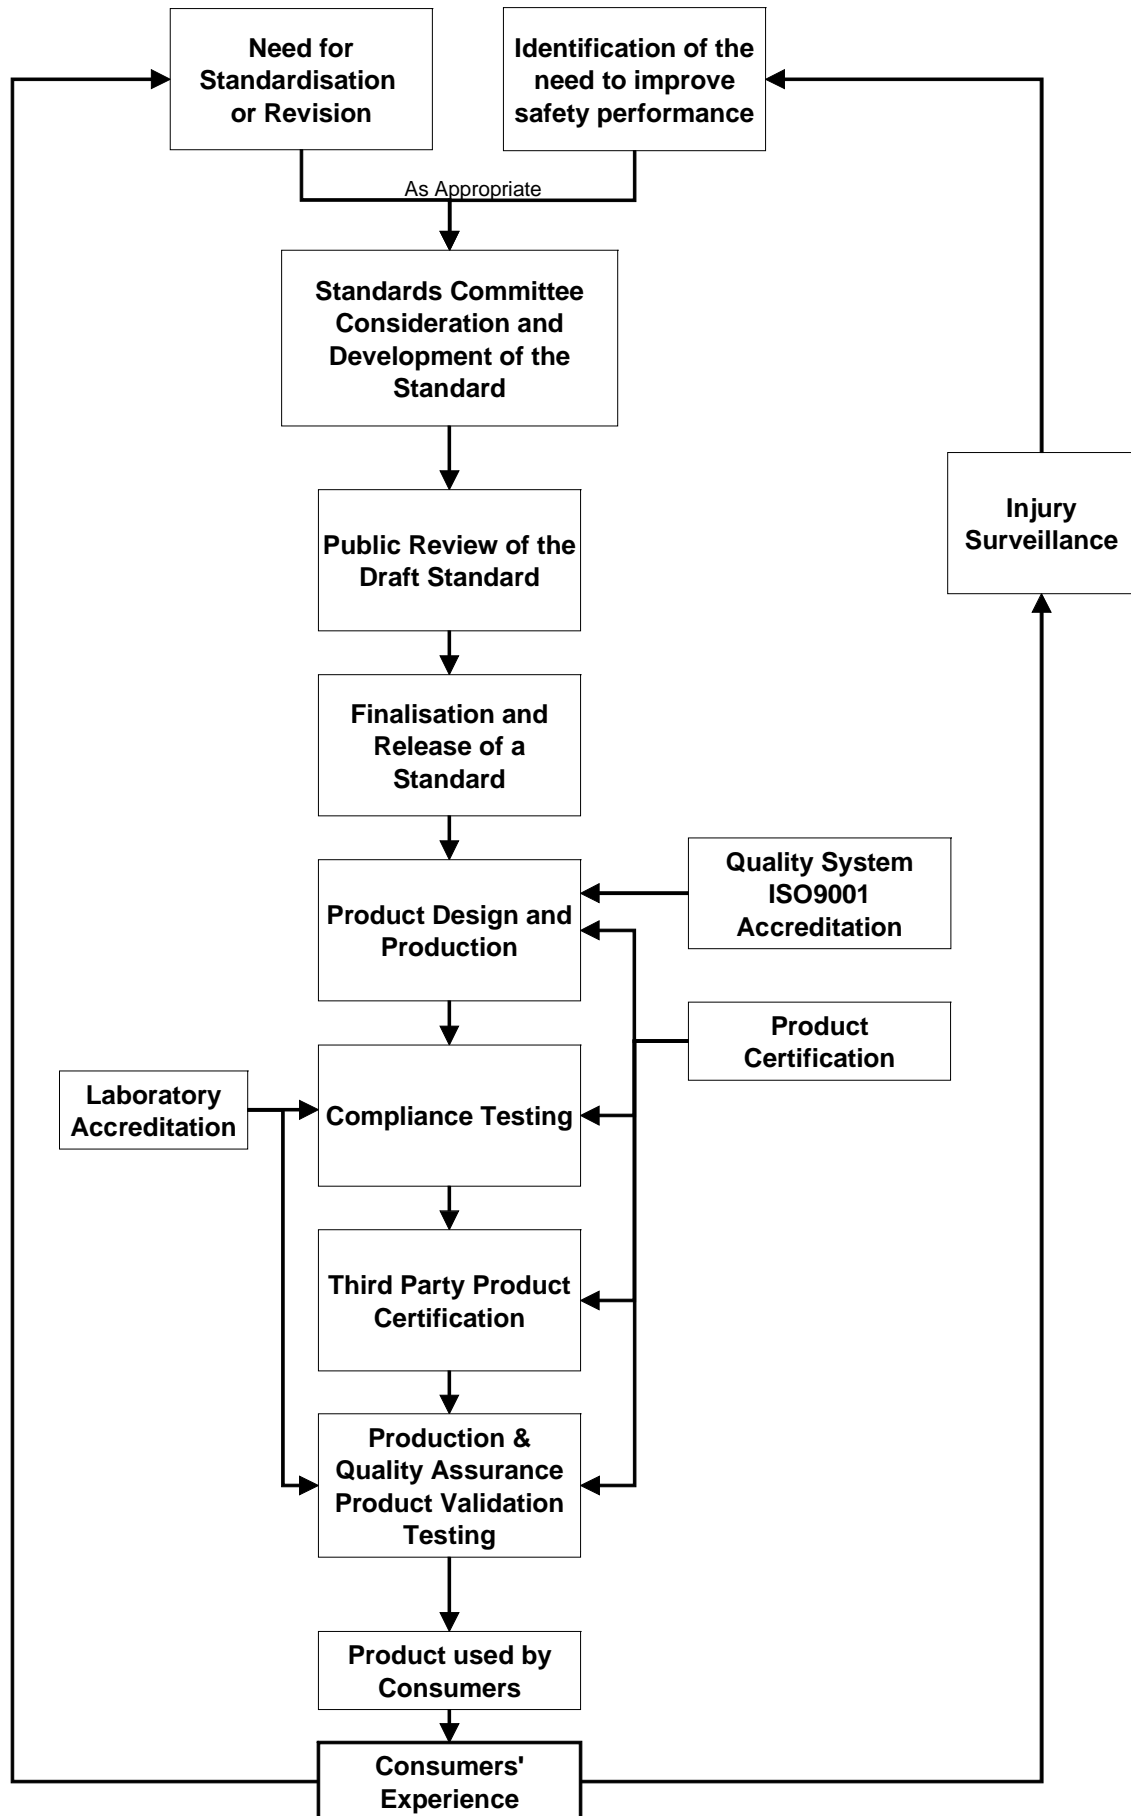 Need for
Standardisation
or Revision
Identification of the
need to improve
safety performance
As Appropriate
Standards Committee
Consideration and
Development of the
Standard
Injury
Surveillance
Public Review of the
Draft Standard
Finalisation and
Release of a
Standard
Quality System
ISO9001
Accreditation
Product Design and
Production
Product
Certification
Laboratory
Accreditation
Compliance Testing
Third Party Product
Certification
Production &
Quality Assurance
Product Validation
Testing
Product used by
Consumers
Consumers'
Experience